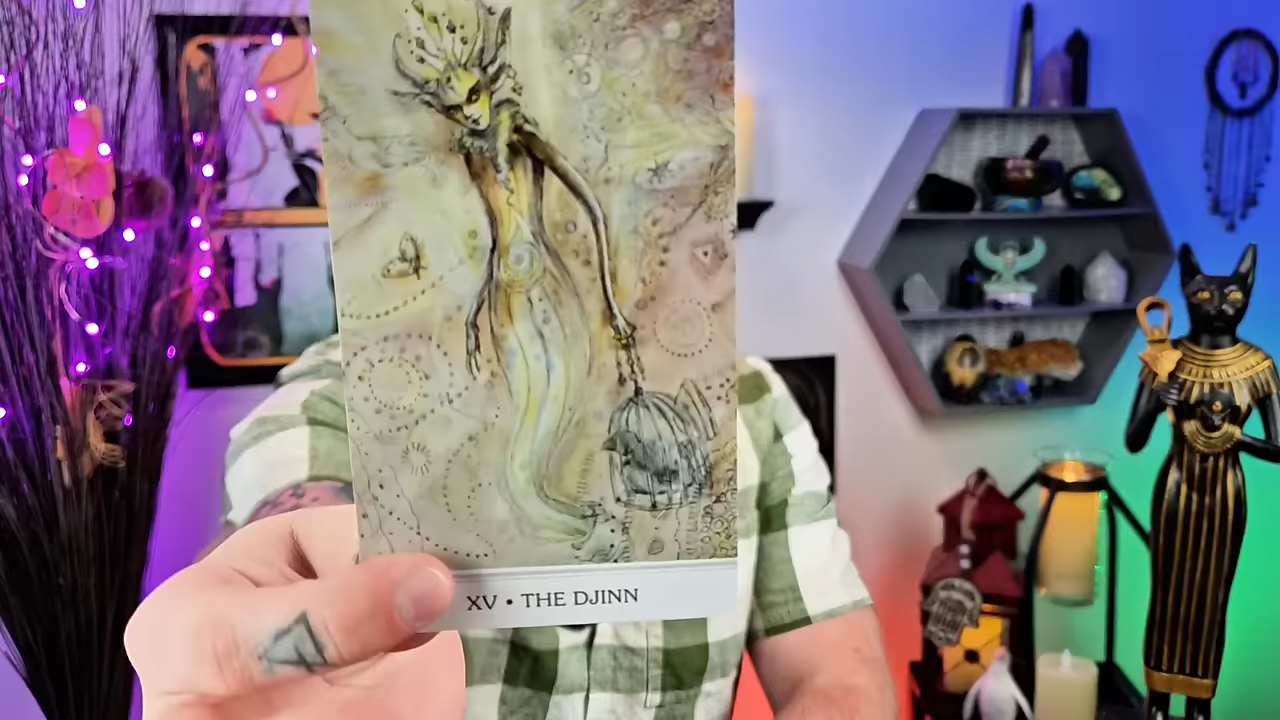 XV • THE DJINN